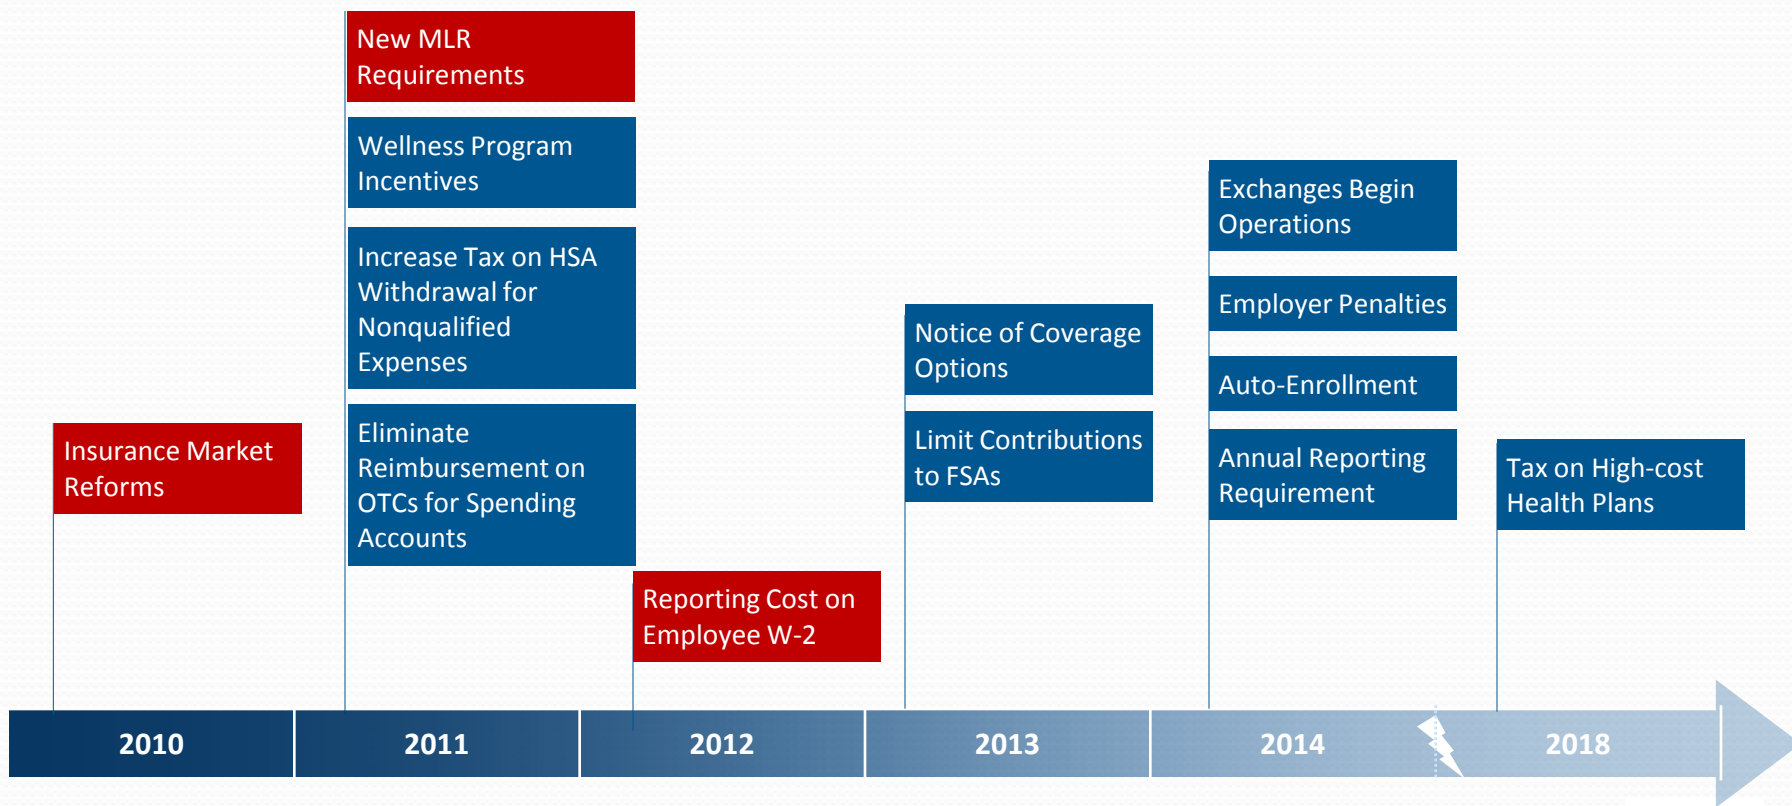 New MLR
Requirements
Wellness Program
Incentives
Increase Tax on HSA
Withdrawal for
Nonqualified
Expenses
Eliminate
Reimbursement on
OTCs for Spending
Accounts
Insurance Market
Reforms
Reporting Cost on
Employee W-2
Notice of Coverage
Options
Limit Contributions
to FSAs
Exchanges Begin
Operations
Employer Penalties
Auto-Enrollment
Annual Reporting
Requirement
Tax on High-cost
Health Plans
2010
2011
2012
2013
2014
2018